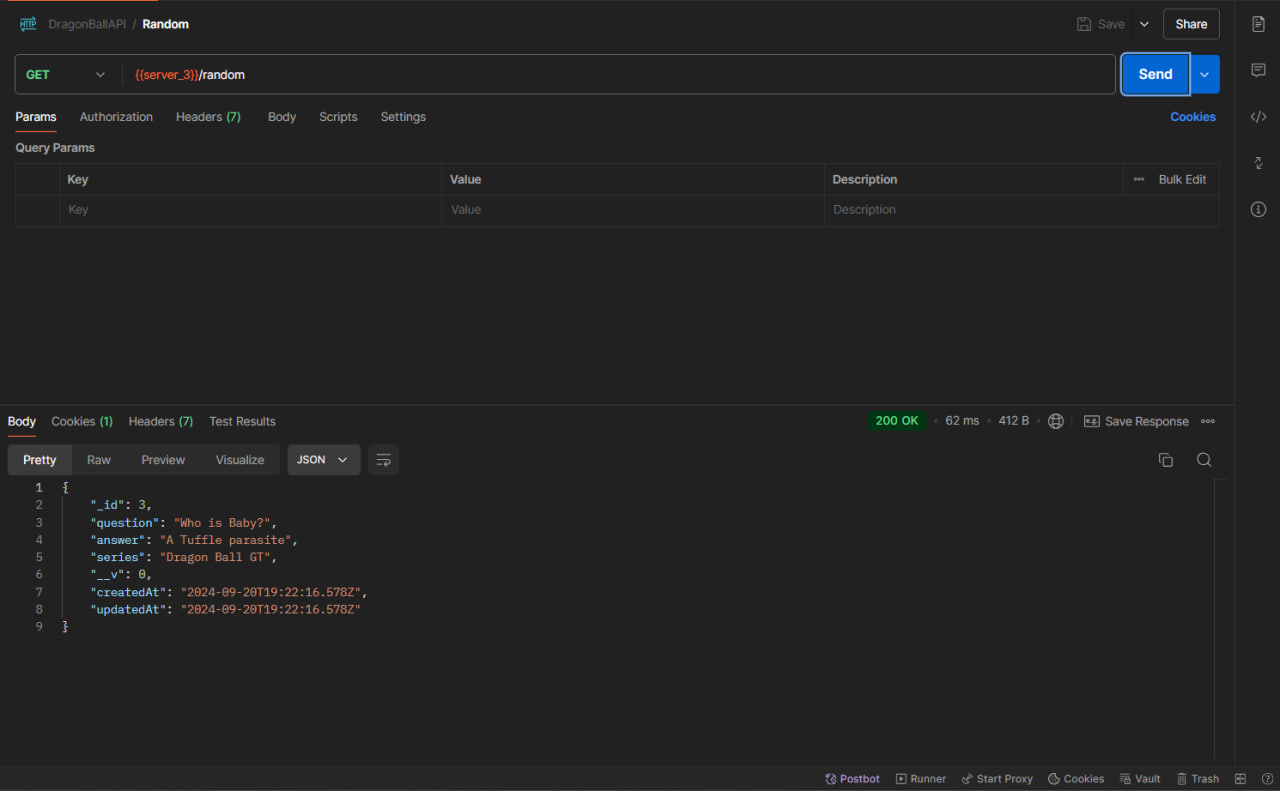 HTTP DragonBallAPI / Random Save Share
GET {{server_3}}/random Send
Params Authorization Headers (7) Body Scripts Settings Cookies
Query Params
Key Value Description Bulk Edit
Key Value Description
Body Cookies (1) Headers (7) Test Results 200 OK 62 ms 412 B Save Response
Pretty Raw Preview Visualize JSON
1 {
2 "_id": 3,
3 "question": "Who is Baby?",
4 "answer": "A Tuffle parasite",
5 "series": "Dragon Ball GT",
6 "__v": 0,
7 "createdAt": "2024-09-20T19:22:16.578Z",
8 "updatedAt": "2024-09-20T19:22:16.578Z"
9 }
Postbot Runner Start Proxy Cookies Vault Trash